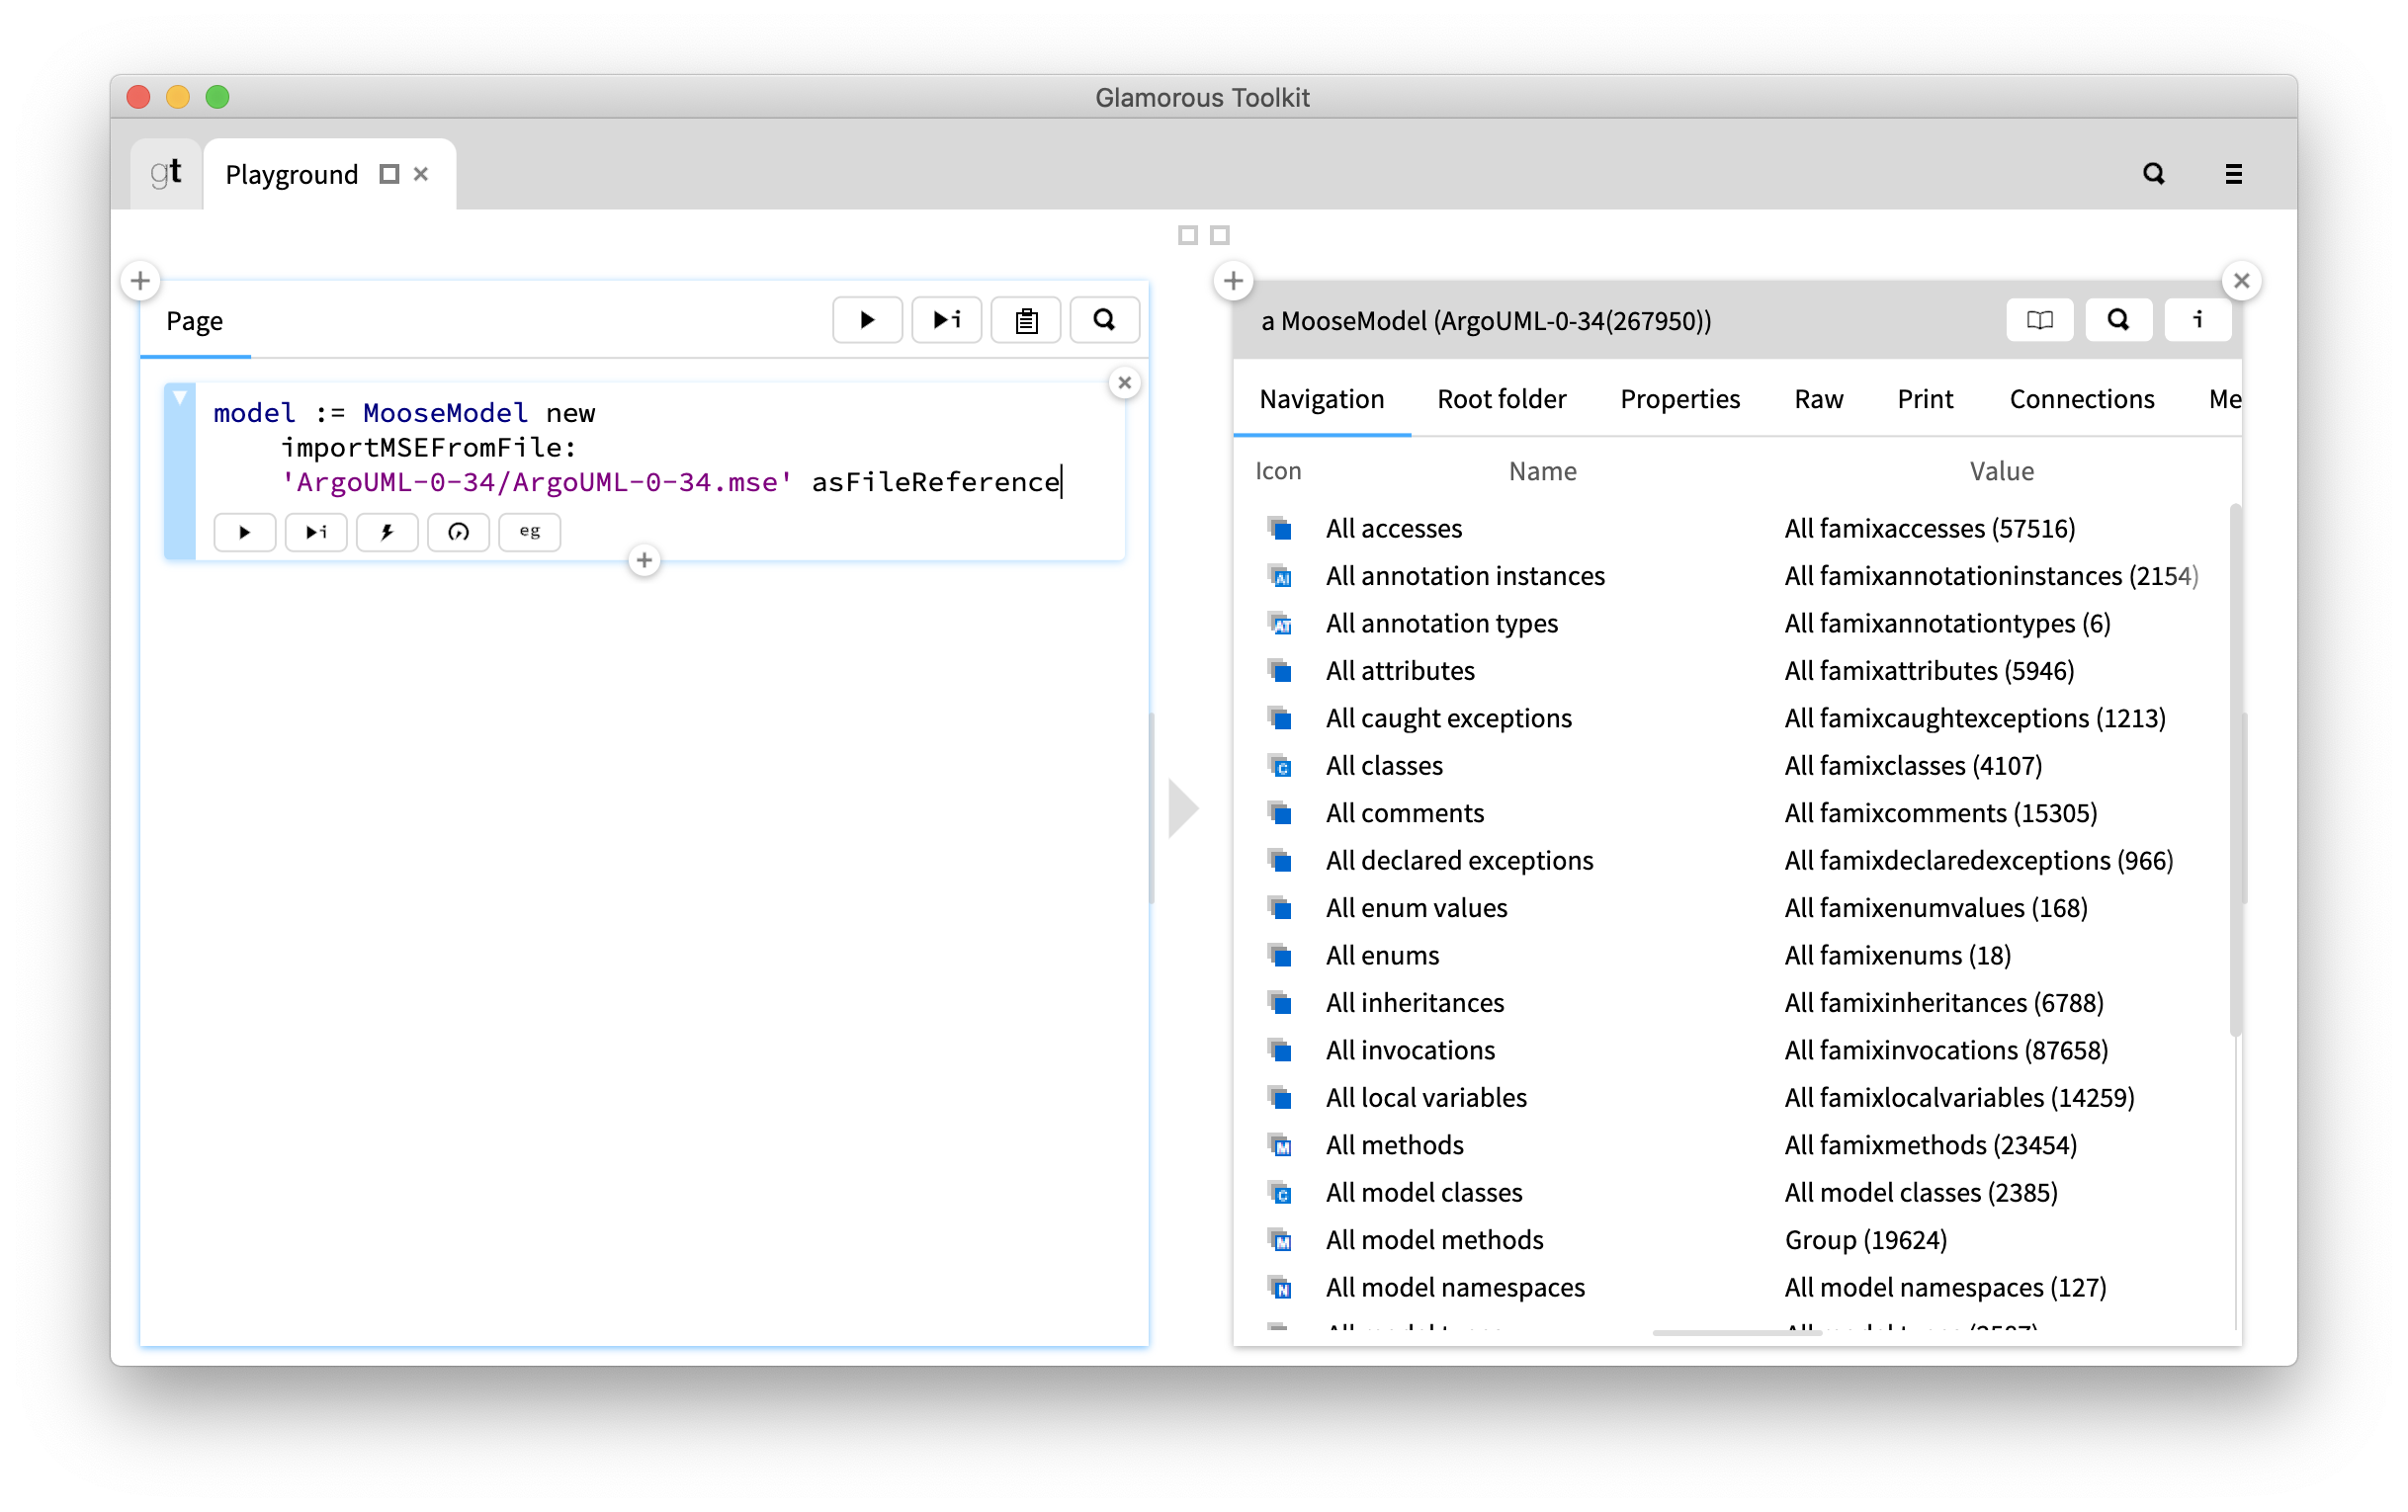 Glamorous Toolkit
gt
Playground
Page
i
model := MooseModel new
importMSEFromFile:
'ArgoUML-0-34/ArgoUML-0-34.mse' asFileReference
i eg
a MooseModel (ArgoUML-0-34(267950))
i
Navigation Root folder Properties Raw Print Connections Me
Icon Name Value
All accesses All famixaccesses (57516)
AI All annotation instances All famixannotationinstances (2154)
AT All annotation types All famixannotationtypes (6)
All attributes All famixattributes (5946)
All caught exceptions All famixcaughtexceptions (1213)
C All classes All famixclasses (4107)
All comments All famixcomments (15305)
All declared exceptions All famixdeclaredexceptions (966)
All enum values All famixenumvalues (168)
All enums All famixenums (18)
All inheritances All famixinheritances (6788)
All invocations All famixinvocations (87658)
All local variables All famixlocalvariables (14259)
M All methods All famixmethods (23454)
C All model classes All model classes (2385)
M All model methods Group (19624)
N All model namespaces All model namespaces (127)